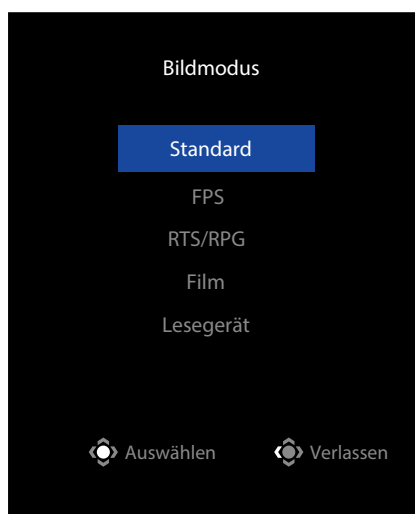 Bildmodus
Standard
FPS
RTS/RPG
Film
Lesegerät
Auswählen Verlassen